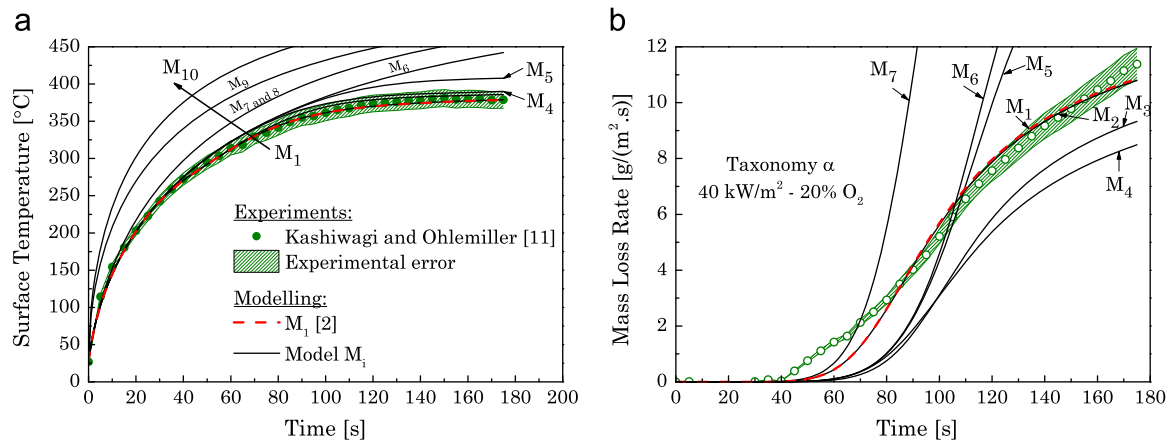 a
450
400
350
300
250
200
150
100
50
0
Surface Temperature [°C]
0 20 40 60 80 100 120 140 160 180 200
Time [s]
M10
M9
M7 and 8
M6
M5
M4
M1
Experiments:
Kashiwagi and Ohlemiller [11]
Experimental error
Modelling:
M1 [2]
Model Mi
b
12
10
8
6
4
2
0
Mass Loss Rate [g/(m².s)]
0 20 40 60 80 100 120 140 160 180
Time [s]
M7
M6
M5
M1
M2
M3
M4
Taxonomy α
40 kW/m² - 20% O₂